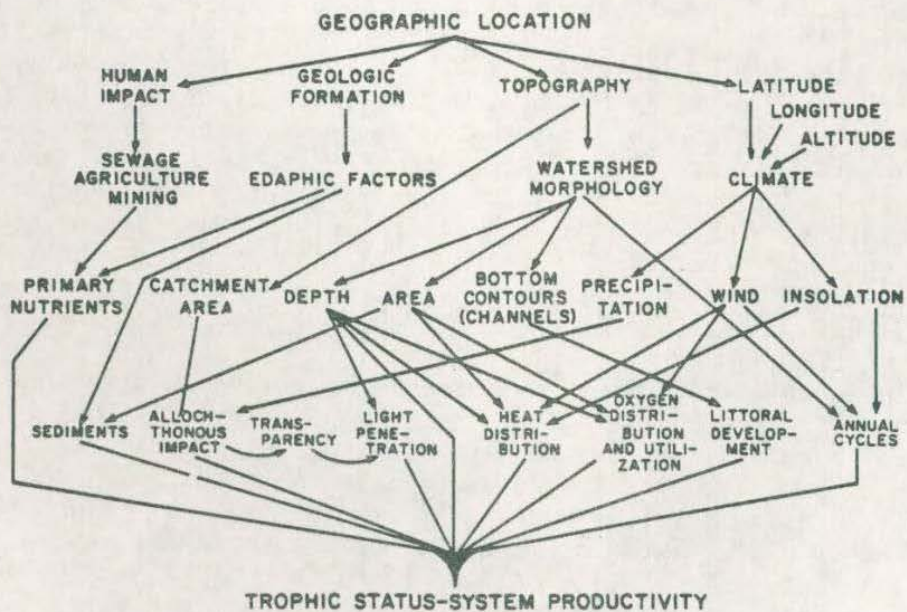 GEOGRAPHIC LOCATION
HUMAN
IMPACT
GEOLOGIC
FORMATION
TOPOGRAPHY
LATITUDE
LONGITUDE
ALTITUDE
SEWAGE
AGRICULTURE
MINING
EDAPHIC FACTORS
WATERSHED
MORPHOLOGY
CLIMATE
PRIMARY
NUTRIENTS
CATCHMENT
AREA
DEPTH
AREA
BOTTOM
CONTOURS
(CHANNELS)
PRECIPI-
TATION
WIND
INSOLATION
SEDIMENTS
ALLOCH-
THONOUS
IMPACT
TRANS-
PARENCY
LIGHT
PENE-
TRATION
HEAT
DISTRI-
BUTION
OXYGEN
DISTRI-
BUTION
AND UTILI-
ZATION
LITTORAL
DEVELOP-
MENT
ANNUAL
CYCLES
TROPHIC STATUS-SYSTEM PRODUCTIVITY